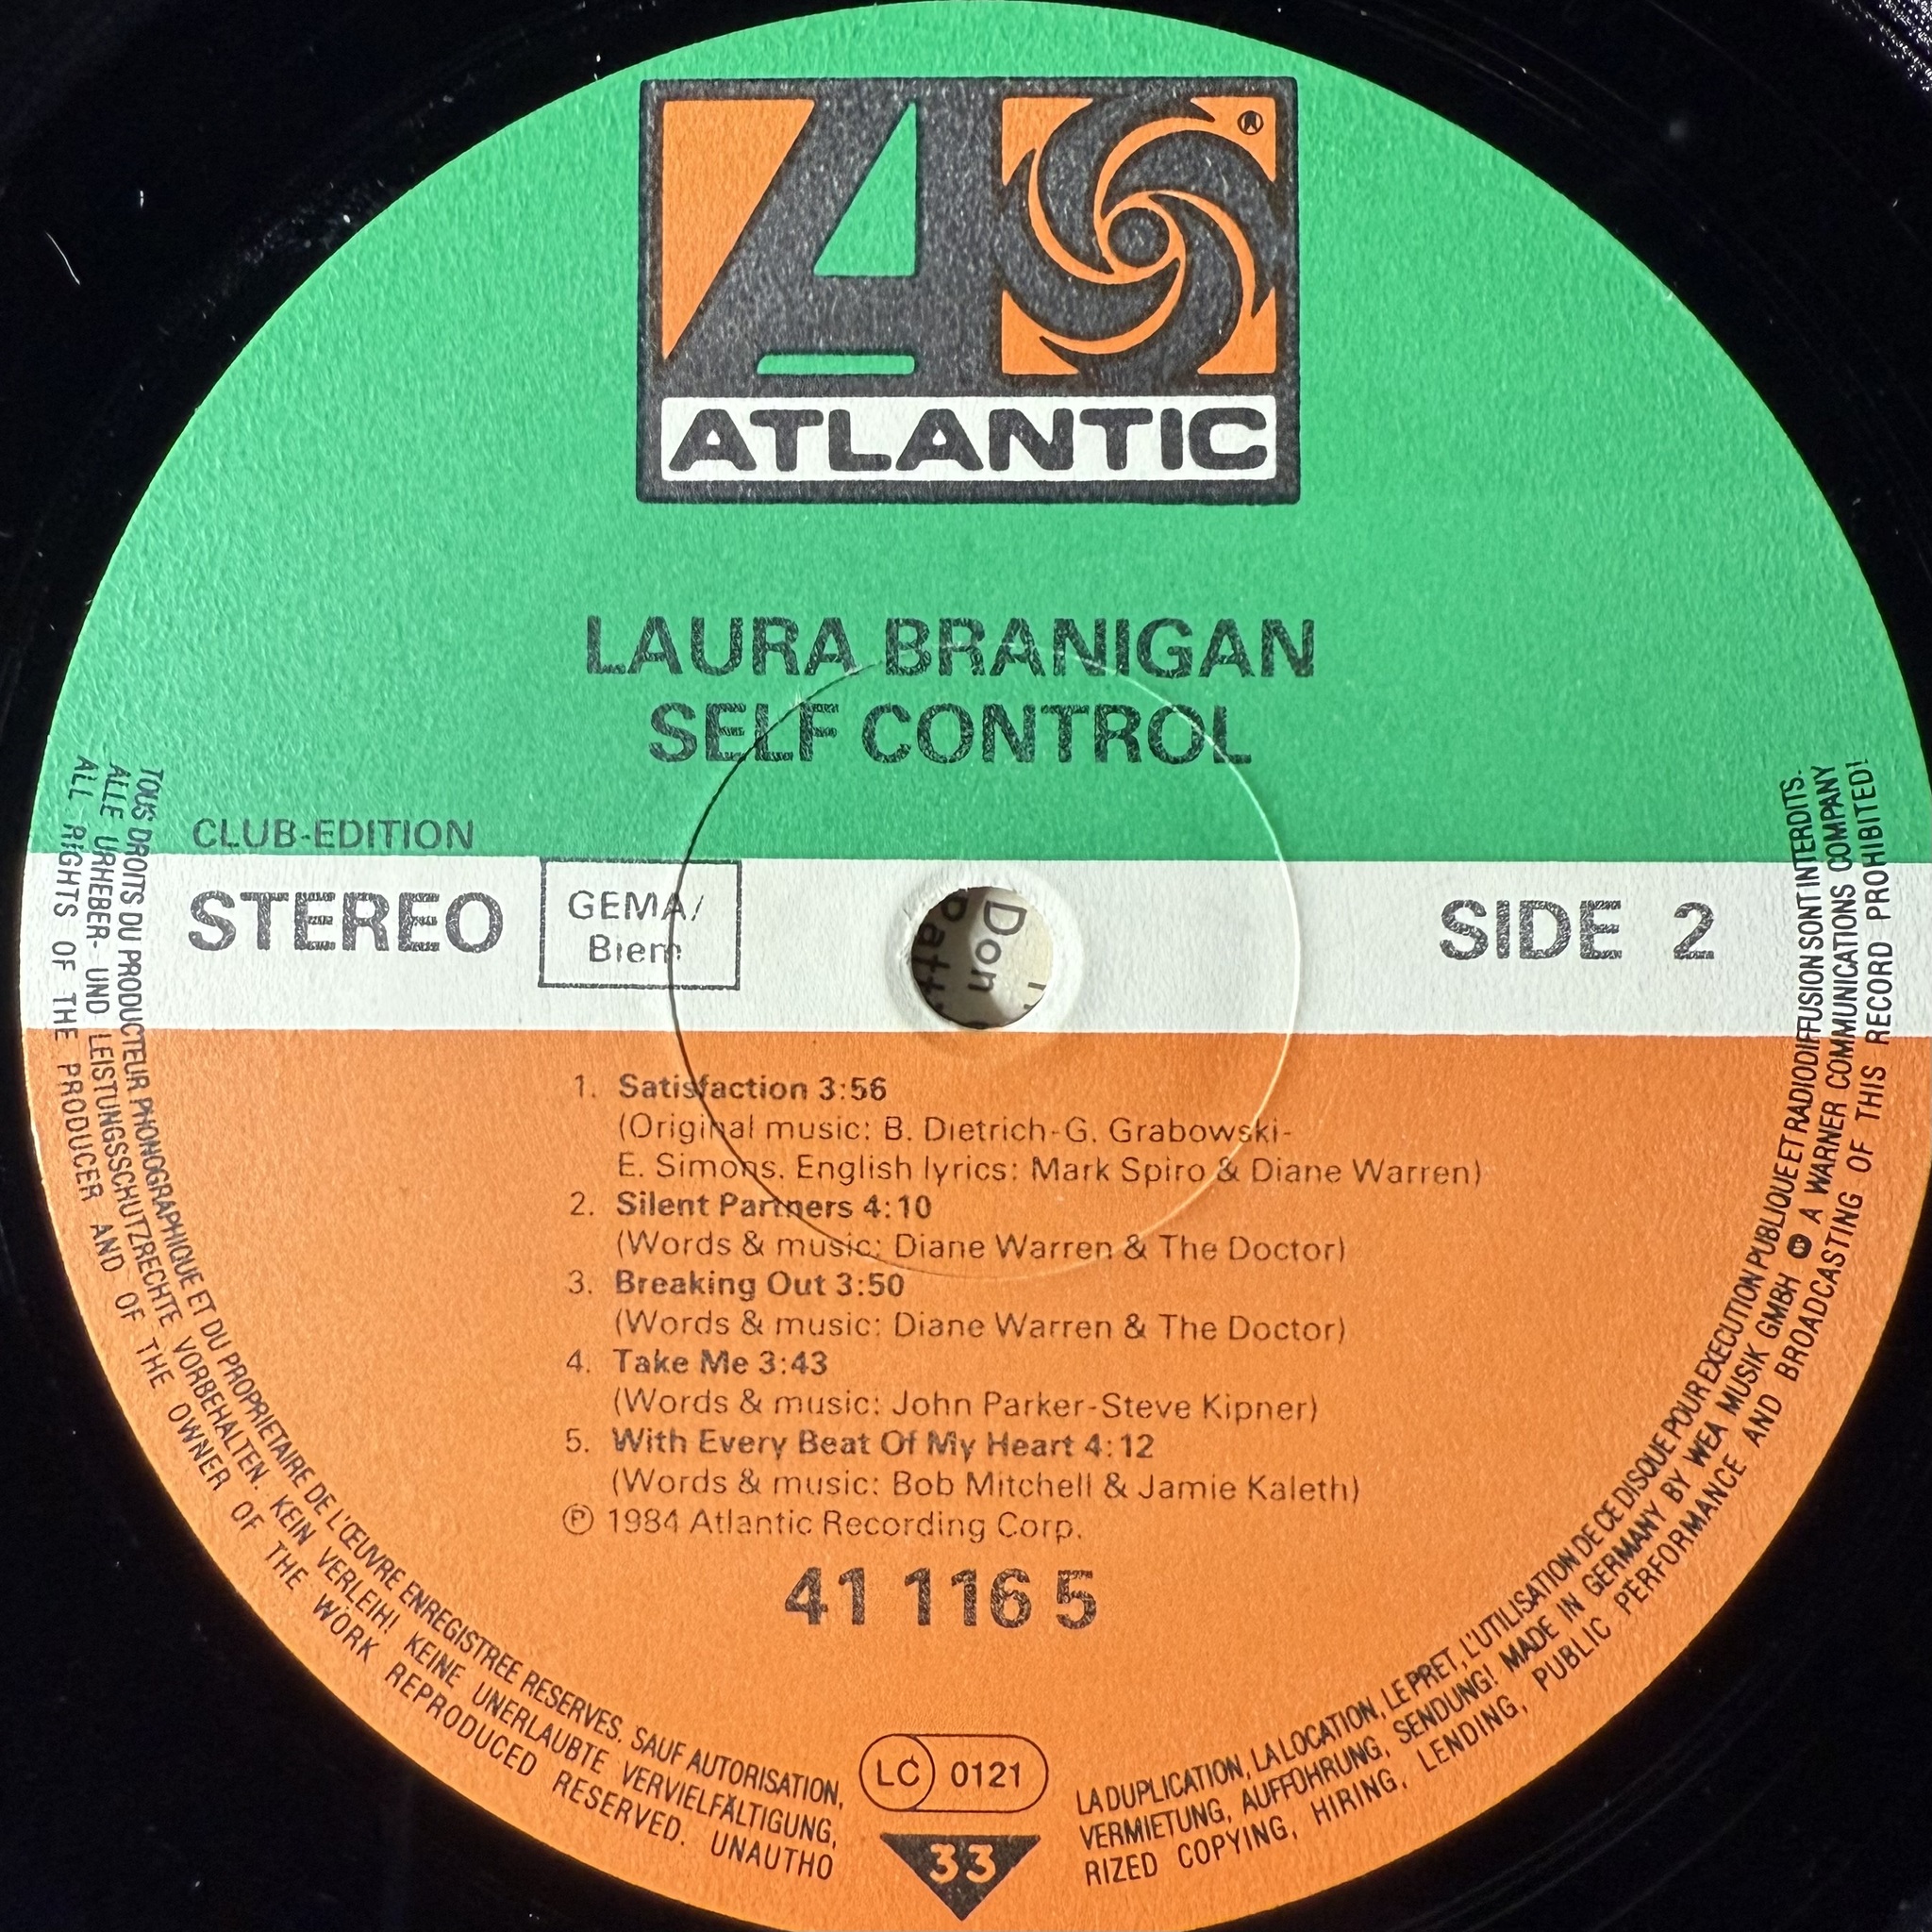 ®
ATLANTIC
LAURA BRANIGAN
SELF CONTROL
CLUB-EDITION
STEREO
GEMA/
Biem
SIDE 2
Don
1. Satisfaction 3:56
(Original music: B. Dietrich-G. Grabowski-
E. Simons. English lyrics: Mark Spiro & Diane Warren)
2. Silent Partners 4:10
(Words & music: Diane Warren & The Doctor)
3. Breaking Out 3:50
(Words & music: Diane Warren & The Doctor)
4. Take Me 3:43
(Words & music: John Parker-Steve Kipner)
5. With Every Beat Of My Heart 4:12
(Words & music: Bob Mitchell & Jamie Kaleth)
℗ 1984 Atlantic Recording Corp.
41 116 5
LC 0121
33
TOUS DROITS DU PRODUCTEUR PHONOGRAPHIQUE ET DU PROPRIETAIRE DE L'ŒUVRE ENREGISTREE RESERVES. SAUF AUTORISATION, LA DUPLICATION, LA LOCATION, LE PRET, L'UTILISATION DE CE DISQUE POUR EXECUTION PUBLIQUE ET RADIODIFFUSION SONT INTERDITS.
ALLE URHEBER- UND LEISTUNGSSCHUTZRECHTE VORBEHALTEN. KEIN VERLEIH! KEINE UNERLAUBTE VERVIELFÄLTIGUNG, VERMIETUNG, AUFFÜHRUNG, SENDUNG! MADE IN GERMANY BY WEA MUSIK GMBH A WARNER COMMUNICATIONS COMPANY
ALL RIGHTS OF THE PRODUCER AND OF THE OWNER OF THE WORK REPRODUCED RESERVED. UNAUTHORIZED COPYING, HIRING, LENDING, PUBLIC PERFORMANCE AND BROADCASTING OF THIS RECORD PROHIBITED!